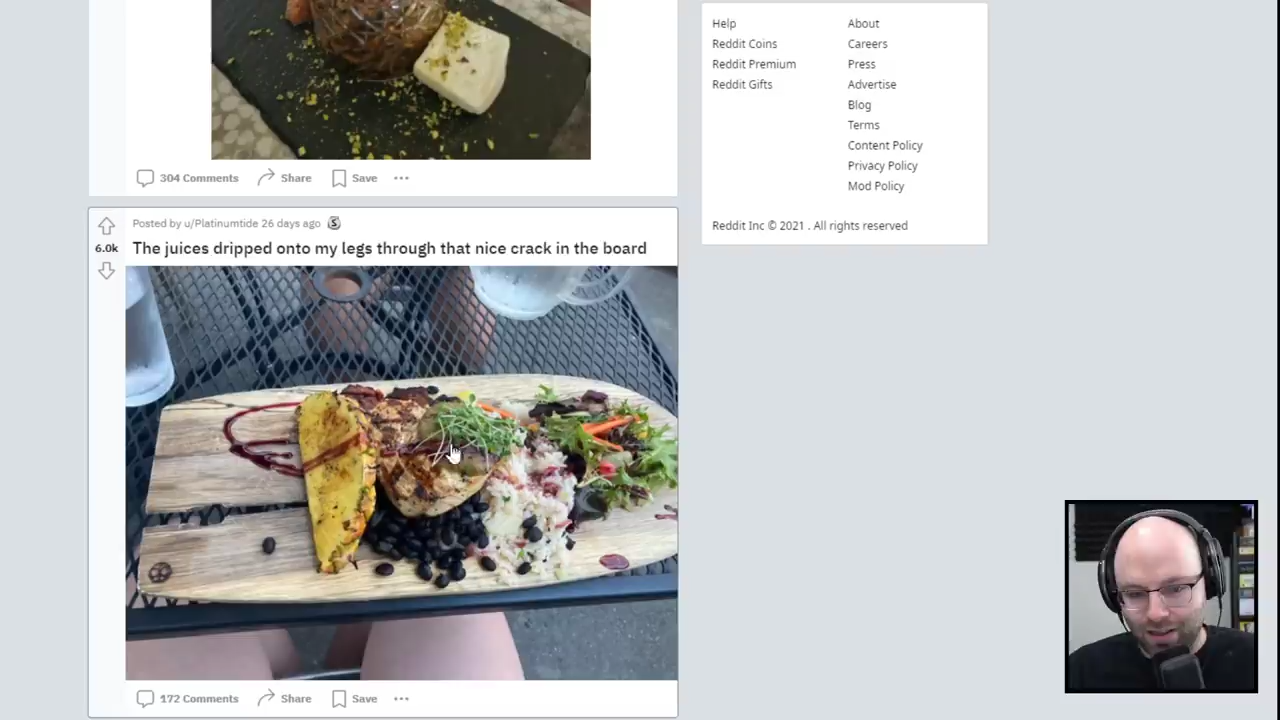 304 Comments Share Save
Posted by u/Platinumtide 26 days ago
6.0k
The juices dripped onto my legs through that nice crack in the board
172 Comments Share Save
Help
Reddit Coins
Reddit Premium
Reddit Gifts
About
Careers
Press
Advertise
Blog
Terms
Content Policy
Privacy Policy
Mod Policy
Reddit Inc © 2021 . All rights reserved